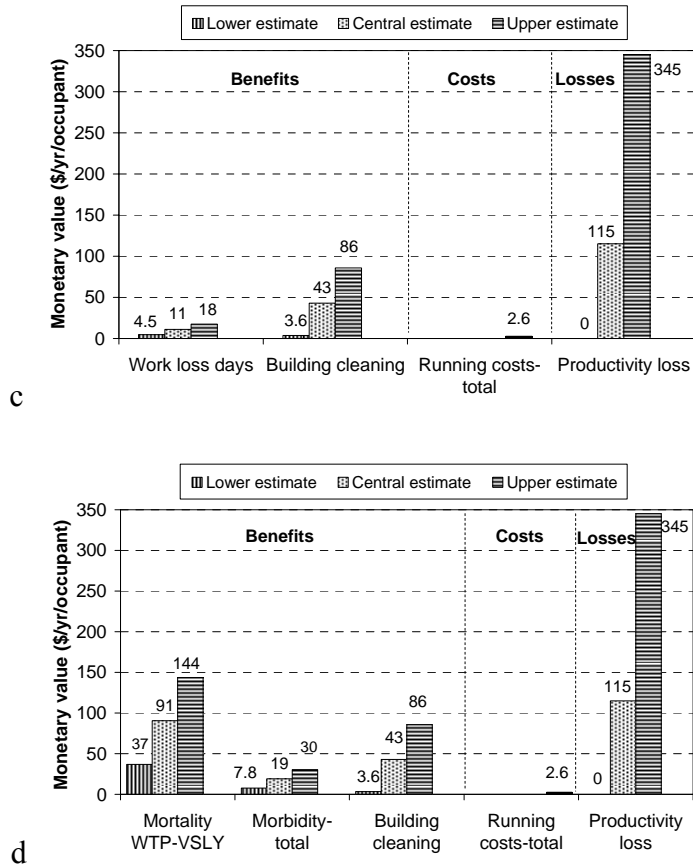 Lower estimate Central estimate Upper estimate
Monetary value ($/yr/occupant)
350
300
250
200
150
100
50
0
Benefits Costs Losses
4.5 11 18
3.6 43 86
2.6
0 115 345
Work loss days Building cleaning Running costs- Productivity loss
total
c
Lower estimate Central estimate Upper estimate
Monetary value ($/yr/occupant)
350
300
250
200
150
100
50
0
Benefits Costs Losses
37 91 144
7.8 19 30
3.6 43 86
2.6
0 115 345
Mortality Morbidity- Building Running Productivity
WTP-VSLY total cleaning costs-total loss
d